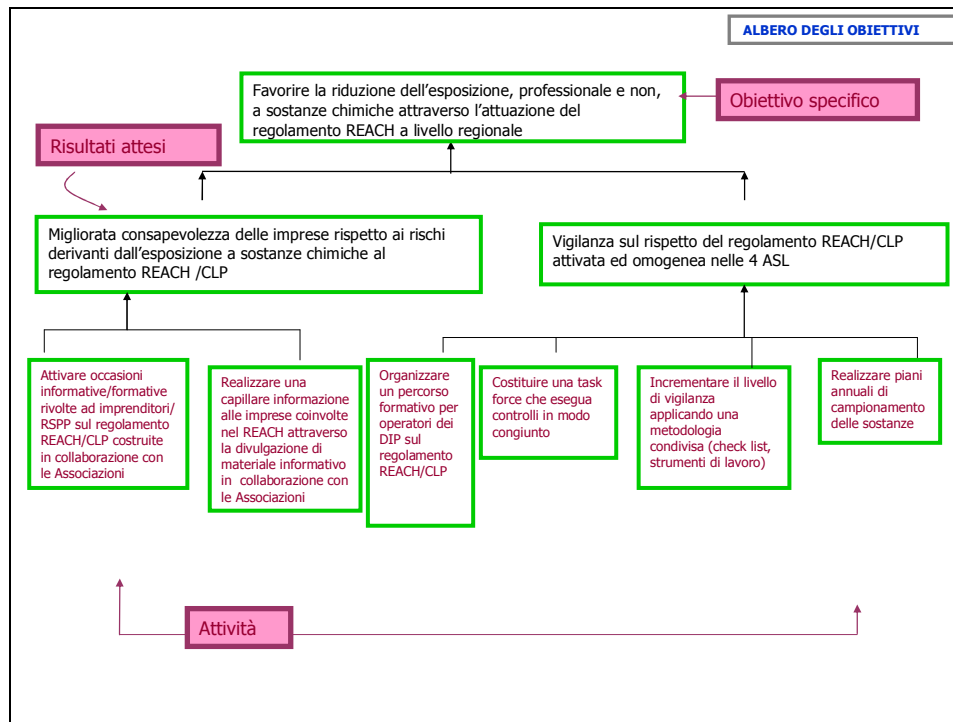 ALBERO DEGLI OBIETTIVI
Favorire la riduzione dell’esposizione, professionale e non,
a sostanze chimiche attraverso l’attuazione del
regolamento REACH a livello regionale
Obiettivo specifico
Risultati attesi
Migliorata consapevolezza delle imprese rispetto ai rischi
derivanti dall’esposizione a sostanze chimiche al
regolamento REACH /CLP
Vigilanza sul rispetto del regolamento REACH/CLP
attivata ed omogenea nelle 4 ASL
Attivare occasioni
informative/formative
rivolte ad imprenditori/
RSPP sul regolamento
REACH/CLP costruite
in collaborazione con
le Associazioni
Realizzare una
capillare informazione
alle imprese coinvolte
nel REACH attraverso
la divulgazione di
materiale informativo
in collaborazione con
le Associazioni
Organizzare
un percorso
formativo per
operatori dei
DIP sul
regolamento
REACH/CLP
Costituire una task
force che esegua
controlli in modo
congiunto
Incrementare il livello
di vigilanza
applicando una
metodologia
condivisa (check list,
strumenti di lavoro)
Realizzare piani
annuali di
campionamento
delle sostanze
Attività